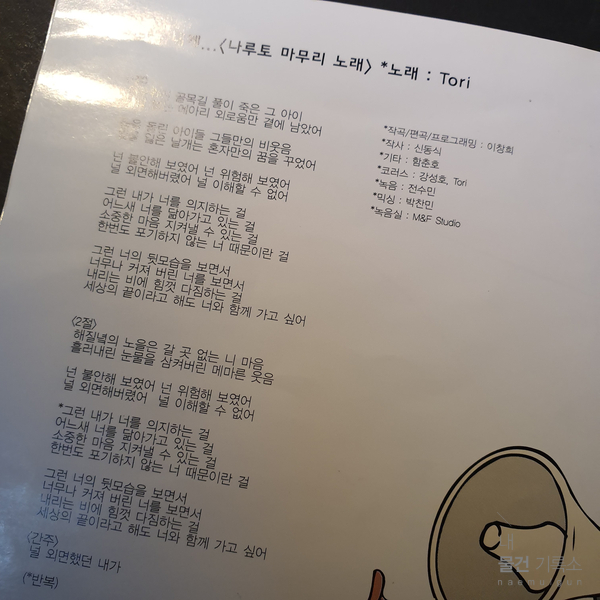 ...<나루토 마무리 노래> *노래 : Tori
골목길 풀이 죽은 그 아이
메아리 외로움만 곁에 남았어
놀린 아이들 그들만의 비웃음
같은 날개는 혼자만의 꿈을 꾸었어
넌 불안해 보였어 넌 위험해 보였어
널 외면해버렸어 널 이해할 수 없어
그런 내가 너를 의지하는 걸
어느새 너를 닮아가고 있는 걸
소중한 마음 지켜낼 수 있는 걸
한번도 포기하지 않는 너 때문이란 걸
그런 너의 뒷모습을 보면서
너무나 커져 버린 너를 보면서
내리는 비에 힘껏 다짐하는 걸
세상의 끝이라고 해도 너와 함께 가고 싶어
<2절>
해질녘의 노을은 갈 곳 없는 니 마음
흘러내린 눈물을 삼켜버린 메마른 웃음
넌 불안해 보였어 넌 위험해 보였어
널 외면해버렸어 널 이해할 수 없어
*그런 내가 너를 의지하는 걸
어느새 너를 닮아가고 있는 걸
소중한 마음 지켜낼 수 있는 걸
한번도 포기하지 않는 너 때문이란 걸
그런 너의 뒷모습을 보면서
너무나 커져 버린 너를 보면서
내리는 비에 힘껏 다짐하는 걸
세상의 끝이라고 해도 너와 함께 가고 싶어
<간주>
널 외면했던 내가
(*반복)
*작곡/편곡/프로그래밍 : 이창희
*작사 : 신동식
*기타 : 함춘호
*코러스 : 강성호, Tori
*녹음 : 전수민
*믹싱 : 박찬민
*녹음실 : M&F Studio
내
물건 기록소
naemulgun